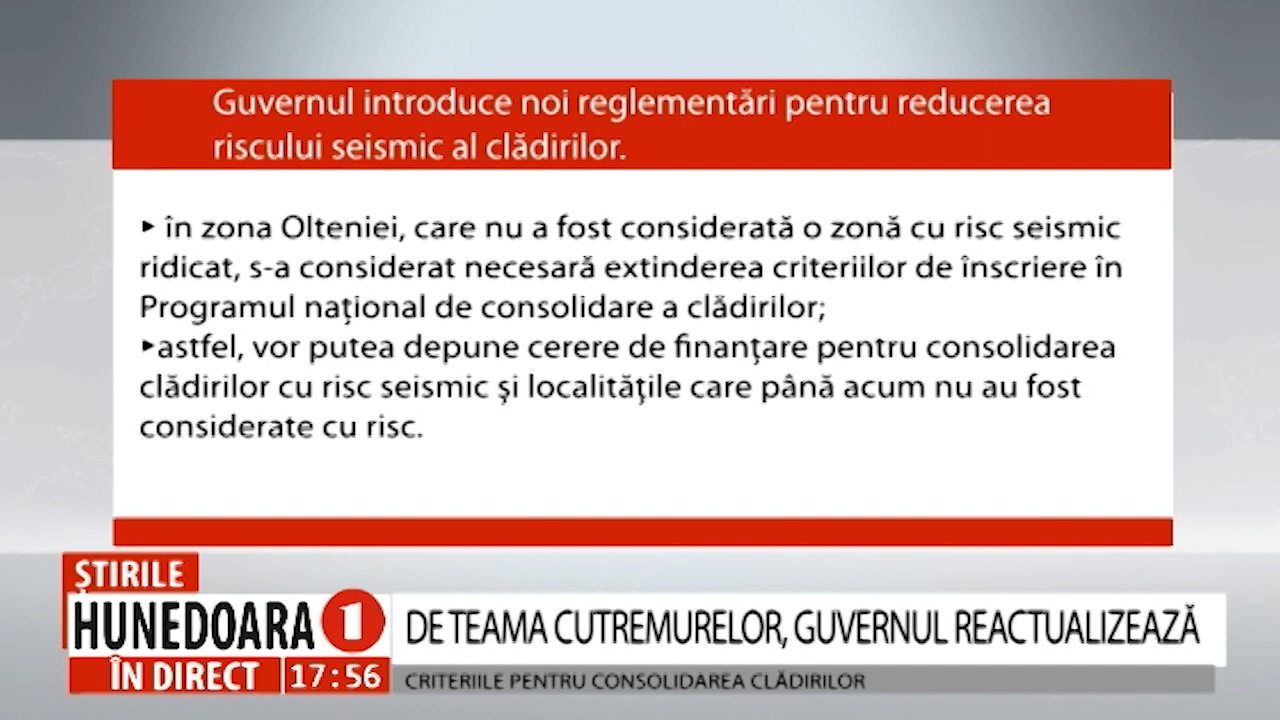 Guvernul introduce noi reglementări pentru reducerea
riscului seismic al clădirilor.
▸ în zona Olteniei, care nu a fost considerată o zonă cu risc seismic
ridicat, s-a considerat necesară extinderea criteriilor de înscriere în
Programul naţional de consolidare a clădirilor;
▸astfel, vor putea depune cerere de finanţare pentru consolidarea
clădirilor cu risc seismic şi localităţile care până acum nu au fost
considerate cu risc.
ŞTIRILE
HUNEDOARA 1
ÎN DIRECT 17:56
DE TEAMA CUTREMURELOR, GUVERNUL REACTUALIZEAZĂ
CRITERIILE PENTRU CONSOLIDAREA CLĂDIRILOR